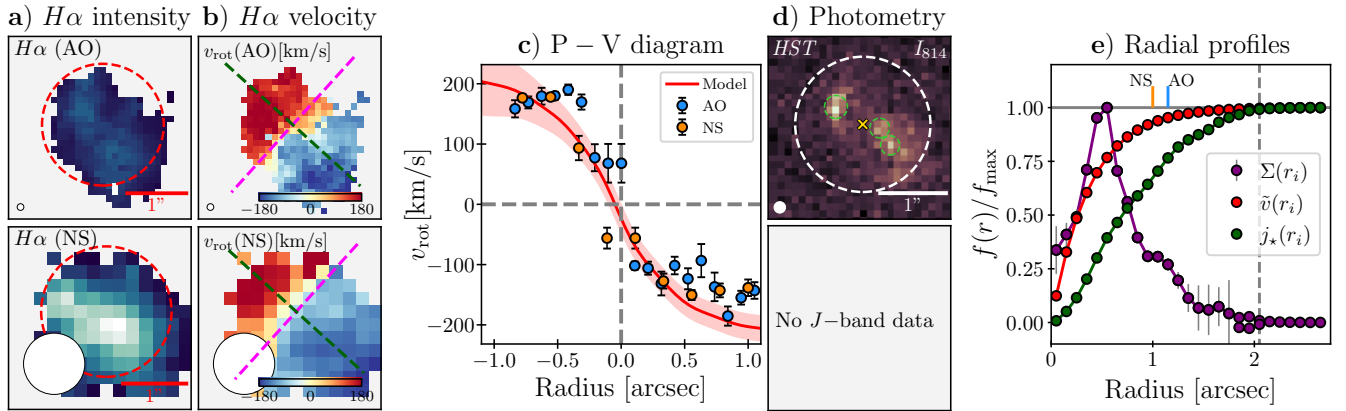 a) Hα intensity
Hα (AO)
1”
Hα (NS)
1”
b) Hα velocity
v_rot(AO)[km/s]
−180 0 180
v_rot(NS)[km/s]
−180 0 180
c) P − V diagram
Model
AO
NS
200
100
0
−100
−200
v_rot[km/s]
−1.0 −0.5 0.0 0.5 1.0
Radius [arcsec]
d) Photometry
HST I_814
1”
No J−band data
e) Radial profiles
NS AO
1.00
0.75
0.50
0.25
0.00
f(r)/f_max
Σ(r_i)
ṽ(r_i)
j_⋆(r_i)
0 1 2
Radius [arcsec]